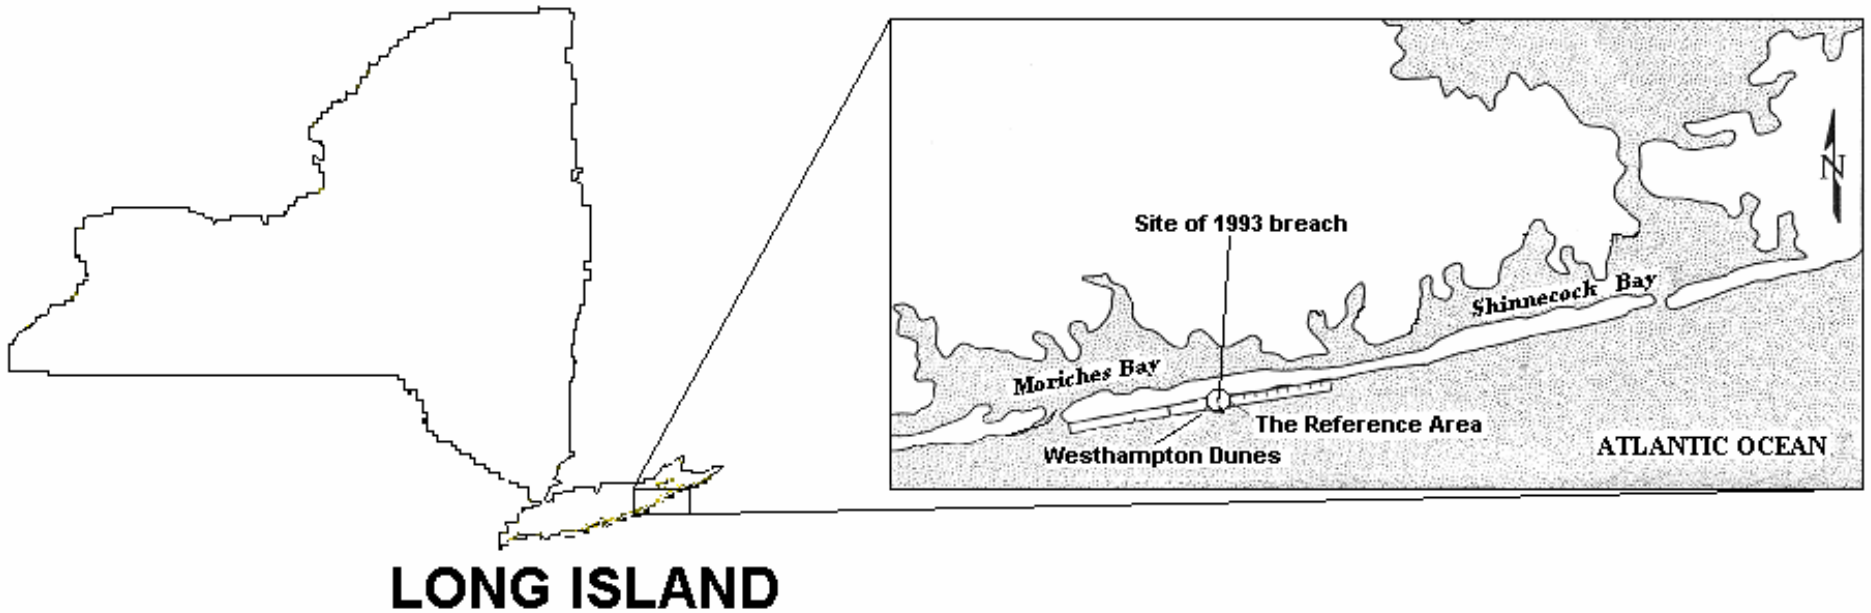 Site of 1993 breach
N
Shinnecock Bay
Moriches Bay
The Reference Area
Westhampton Dunes
ATLANTIC OCEAN
LONG ISLAND